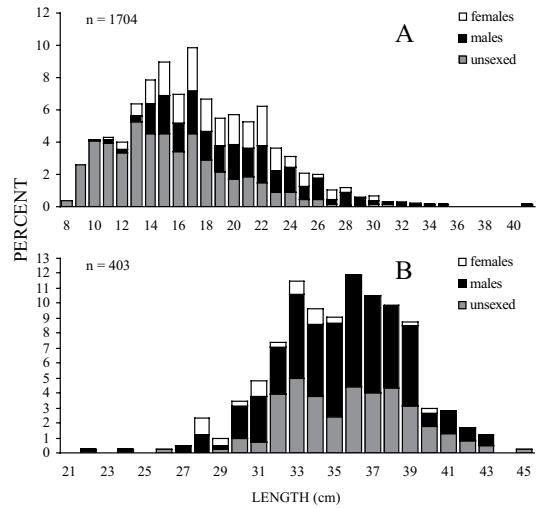 n = 1704
A
females
males
unsexed
12
10
8
6
4
2
0
8 10 12 14 16 18 20 22 24 26 28 30 32 34 36 38 40
PERCENT
n = 403
B
females
males
unsexed
13
12
11
10
9
8
7
6
5
4
3
2
1
0
21 23 25 27 29 31 33 35 37 39 41 43 45
LENGTH (cm)